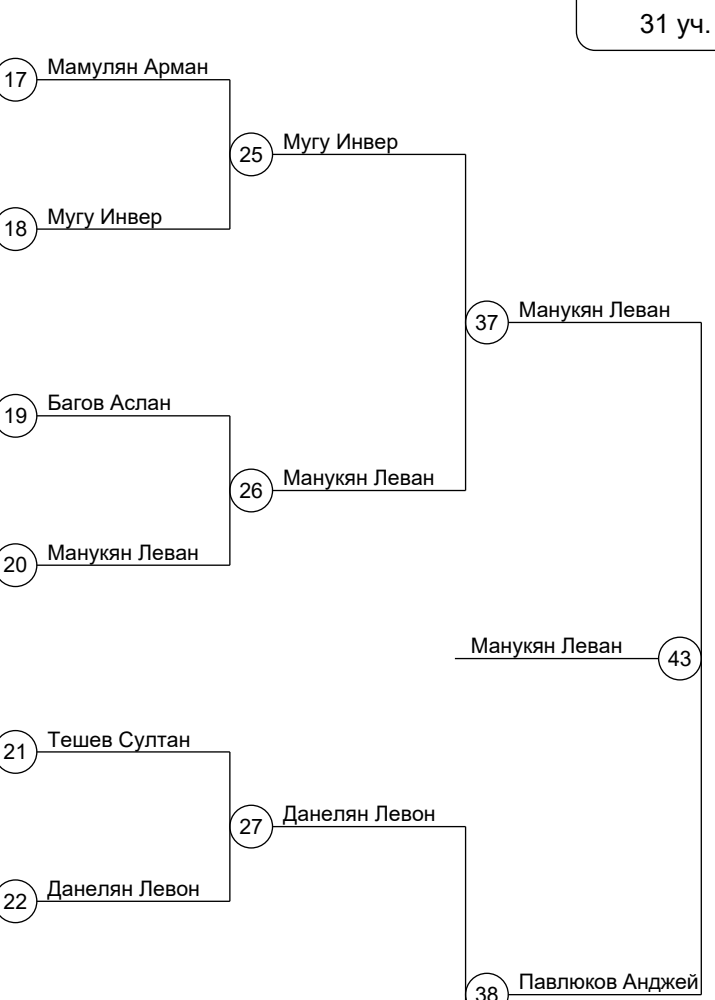 31 уч.
17 Мамулян Арман
25 Мугу Инвер
18 Мугу Инвер
37 Манукян Леван
19 Багов Аслан
26 Манукян Леван
20 Манукян Леван
Манукян Леван 43
21 Тешев Султан
27 Данелян Левон
22 Данелян Левон
38 Павлюков Анджей